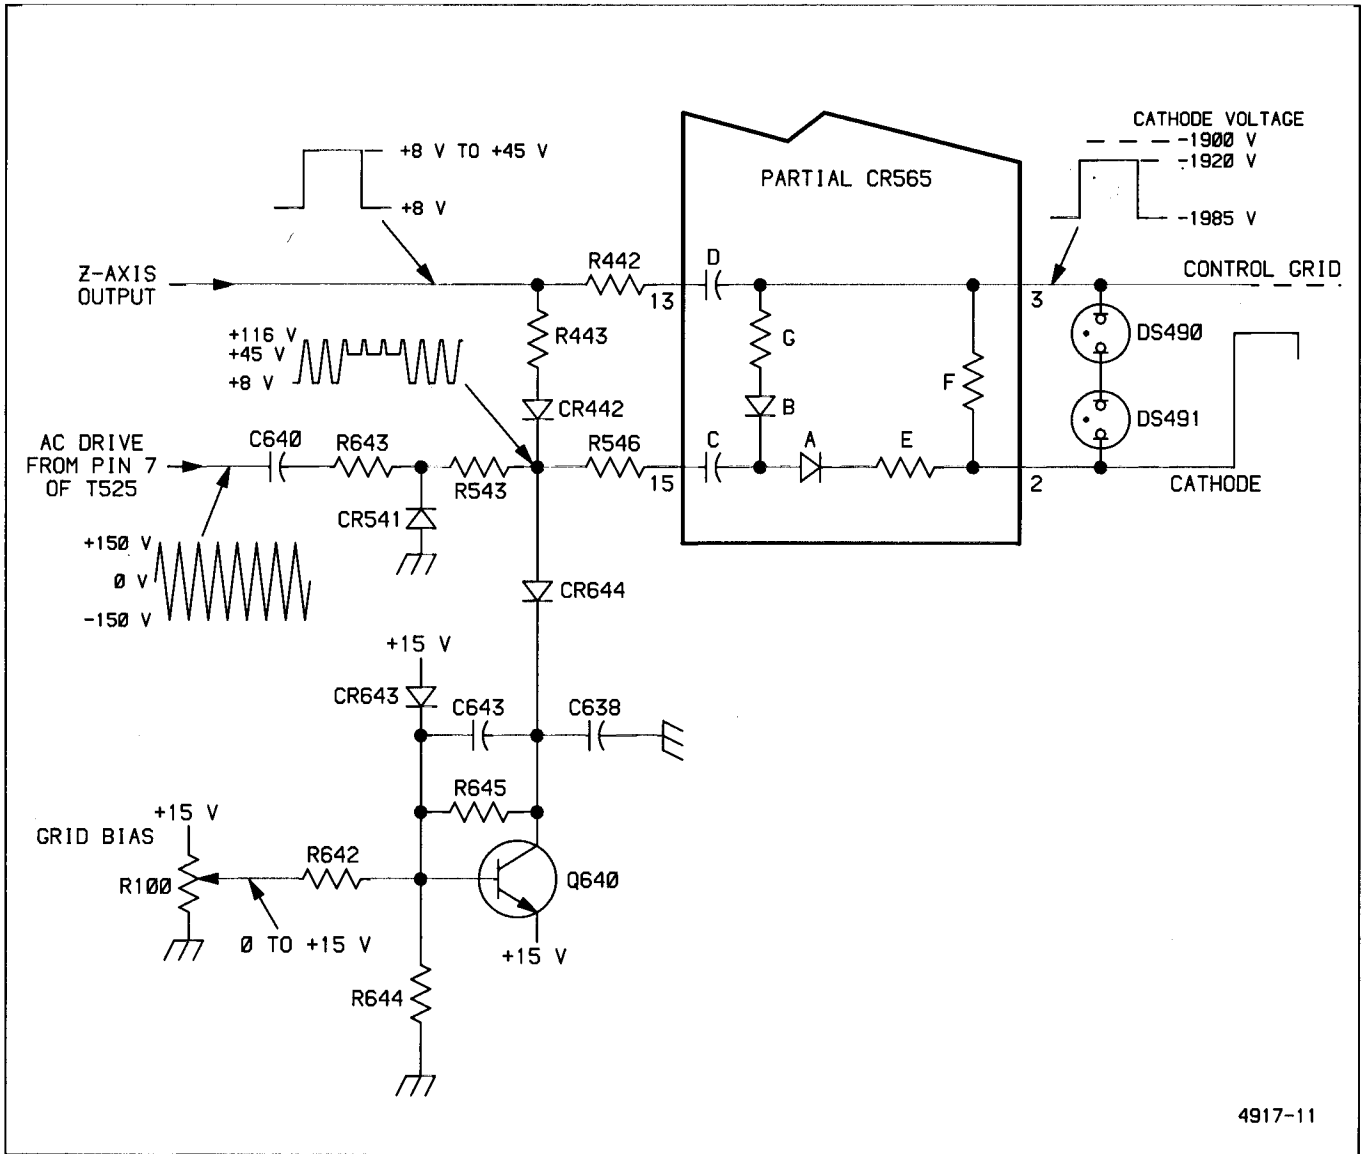 CATHODE VOLTAGE
-1900 V
-1920 V
-1985 V
+8 V TO +45 V
+8 V
PARTIAL CR565
Z-AXIS
OUTPUT
R442
13
D
3
CONTROL GRID
+116 V
+45 V
+8 V
R443
G
F
DS490
CR442
B
DS491
AC DRIVE
FROM PIN 7
OF T525
C640
R643
R543
R546
15
C
A
E
2
CATHODE
CR541
+150 V
0 V
-150 V
CR644
+15 V
CR643
C643
C638
R645
+15 V
GRID BIAS
R100
R642
Q640
0 TO +15 V
+15 V
R644
4917-11